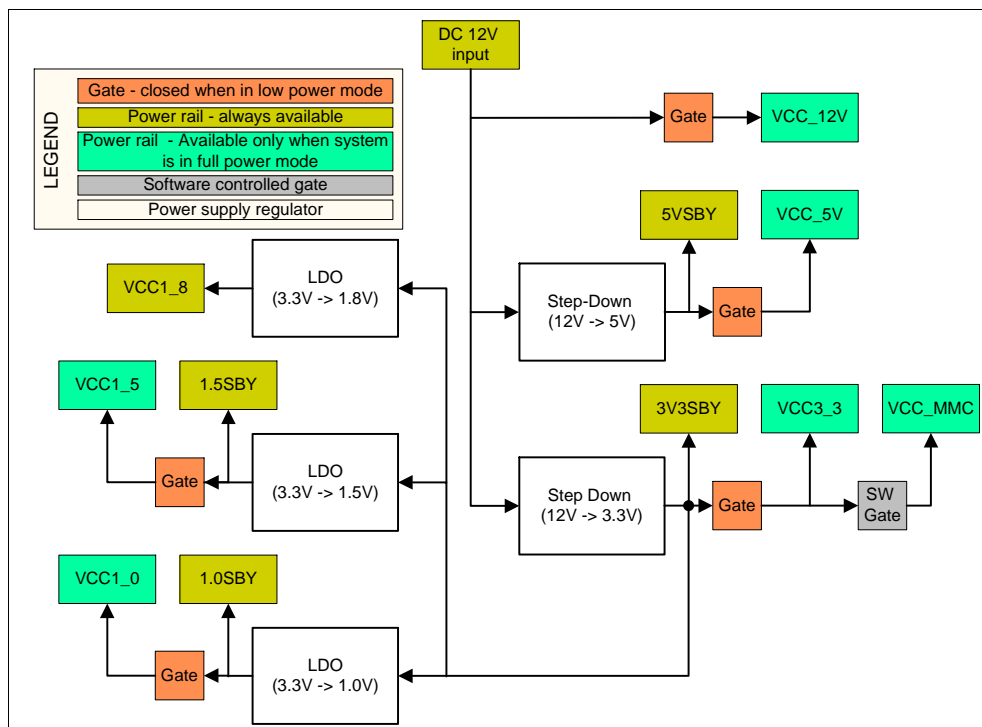 DC 12V
input
LEGEND
Gate - closed when in low power mode
Power rail - always available
Power rail - Available only when system
is in full power mode
Software controlled gate
Power supply regulator
Gate
VCC_12V
5VSBY
VCC_5V
Step-Down
(12V -> 5V)
Gate
LDO
(3.3V -> 1.8V)
VCC1_8
VCC1_5
1.5SBY
Gate
LDO
(3.3V -> 1.5V)
3V3SBY
VCC3_3
VCC_MMC
Step Down
(12V -> 3.3V)
Gate
SW
Gate
VCC1_0
1.0SBY
Gate
LDO
(3.3V -> 1.0V)